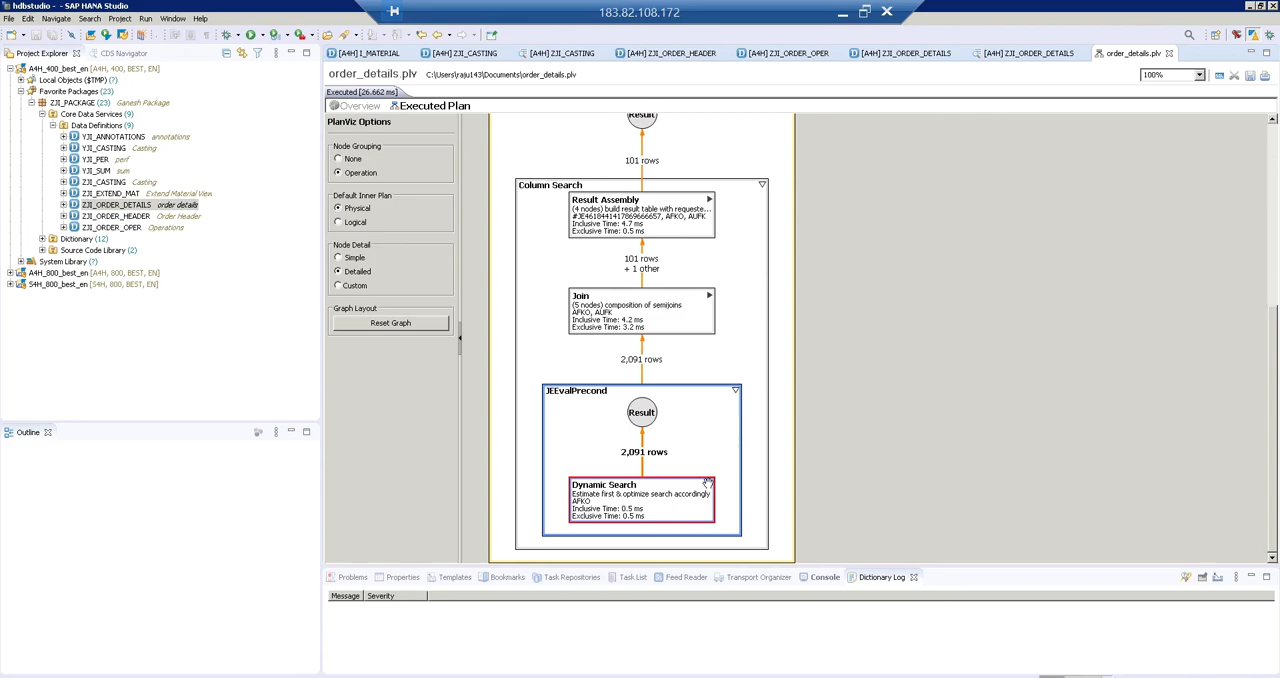 hdbstudio - - SAP HANA Studio
183.82.108.172
File Edit Navigate Search Project Run Window Help
Project Explorer CDS Navigator
[A4H] I_MATERIAL [A4H] ZJI_CASTING [A4H] ZJI_CASTING [A4H] ZJI_ORDER_HEADER [A4H] ZJI_ORDER_OPER [A4H] ZJI_ORDER_DETAILS [A4H] ZJI_ORDER_DETAILS order_details.plv
A4H_400_best_en [A4H, 400, BEST, EN]
Local Objects ($TMP) (?)
Favorite Packages (23)
ZJI_PACKAGE (23) Ganesh Package
Core Data Services (9)
Data Definitions (9)
YJI_ANNOTATIONS annotations
YJI_CASTING Casting
YJI_PER perf
YJI_SUM sum
ZJI_CASTING Casting
ZJI_EXTEND_MAT Extend Material View
ZJI_ORDER_DETAILS order details
ZJI_ORDER_HEADER Order Header
ZJI_ORDER_OPER Operations
Dictionary (12)
Source Code Library (2)
System Library (?)
A4H_800_best_en [A4H, 800, BEST, EN]
S4H_800_best_en [S4H, 800, BEST, EN]
Outline
order_details.plv C:\Users\raju143\Documents\order_details.plv
100%
Executed [26.662 ms]
Overview Executed Plan
PlanViz Options
Node Grouping
None
Operation
Default Inner Plan
Physical
Logical
Node Detail
Simple
Detailed
Custom
Graph Layout
Reset Graph
Result
101 rows
Column Search
Result Assembly
(4 nodes) build result table with requeste...
#JE4618441417869666657, AFKO, AUFK
Inclusive Time: 4.7 ms
Exclusive Time: 0.5 ms
101 rows
+ 1 other
Join
(5 nodes) composition of semijoins
AFKO, AUFK
Inclusive Time: 4.2 ms
Exclusive Time: 3.2 ms
2,091 rows
JEEvalPrecond
Result
2,091 rows
Dynamic Search
Estimate first & optimize search accordingly
AFKO
Inclusive Time: 0.5 ms
Exclusive Time: 0.5 ms
Problems Properties Templates Bookmarks Task Repositories Task List Feed Reader Transport Organizer Console Dictionary Log
Message Severity